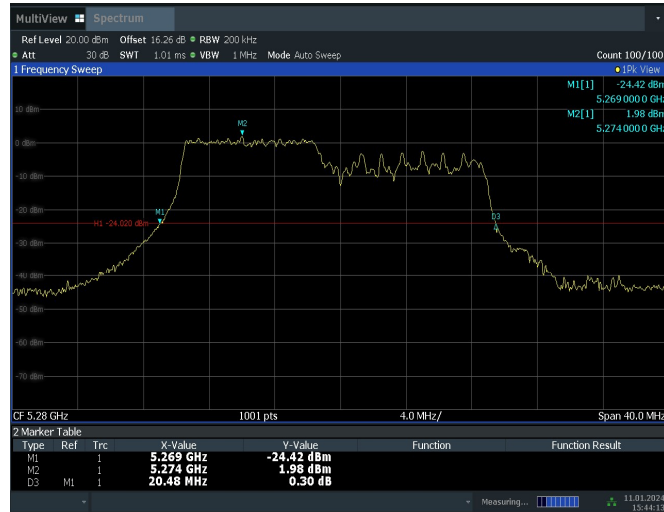 MultiView Spectrum
Ref Level 20.00 dBm Offset 16.26 dB RBW 200 kHz
Att 30 dB SWT 1.01 ms VBW 1 MHz Mode Auto Sweep Count 100/100
1 Frequency Sweep 1Pk View
M1[1] -24.42 dBm
5.2690000 GHz
M2[1] 1.98 dBm
5.2740000 GHz
10 dBm
M2
0 dBm
-10 dBm
-20 dBm
M1
D3
H1 -24.020 dBm
-30 dBm
-40 dBm
-50 dBm
-60 dBm
-70 dBm
CF 5.28 GHz 1001 pts 4.0 MHz/ Span 40.0 MHz
2 Marker Table
Type Ref Trc X-Value Y-Value Function Function Result
M1 1 5.269 GHz -24.42 dBm
M2 1 5.274 GHz 1.98 dBm
D3 M1 1 20.48 MHz 0.30 dB
Measuring... 11.01.2024
15:44:13